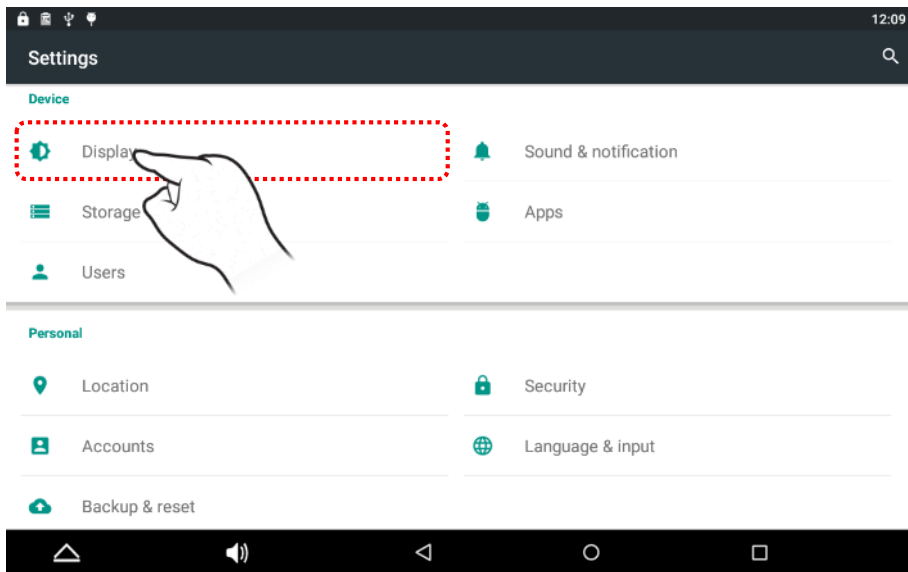 12:09
Settings
Device
Display
Sound & notification
Storage
Apps
Users
Personal
Location
Security
Accounts
Language & input
Backup & reset